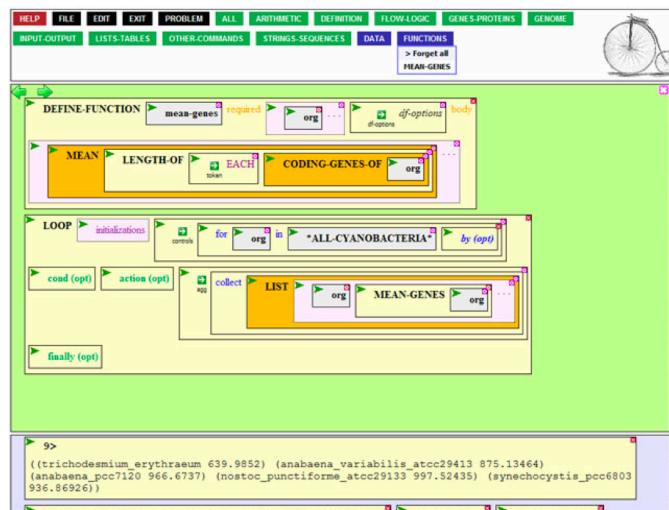 HELP FILE EDIT EXIT PROBLEM ALL ARITHMETIC DEFINITION FLOW-LOGIC GENES-PROTEINS GENOME
INPUT-OUTPUT LISTS-TABLES OTHER-COMMANDS STRINGS-SEQUENCES DATA FUNCTIONS
> Forget all
MEAN-GENES
DEFINE-FUNCTION mean-genes required org ... df-options body
df-options
MEAN LENGTH-OF EACH CODING-GENES-OF org ...
token
LOOP initializations for org in *ALL-CYANOBACTERIA* by (opt)
controls
cond (opt) action (opt) collect LIST org MEAN-GENES org ...
agg
finally (opt)
9>
((trichodesmium_erythraeum 639.9852) (anabaena_variabilis_atcc29413 875.13464)
(anabaena_pcc7120 966.6737) (nostoc_punctiforme_atcc29133 997.52435) (synechocystis_pcc6803
936.86926))